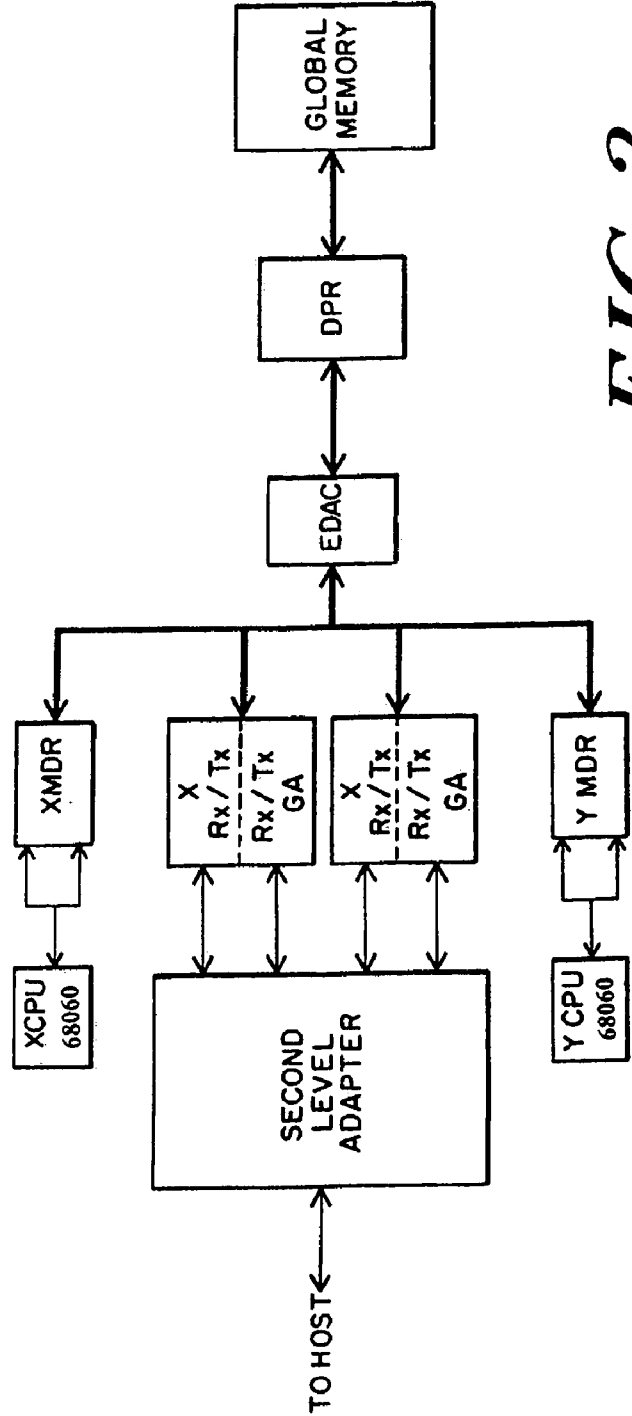 XCPU
68060
XMDR
TO HOST
SECOND
LEVEL
ADAPTER
X
Rx/Tx
Rx/Tx
GA
X
Rx/Tx
Rx/Tx
GA
EDAC
DPR
GLOBAL
MEMORY
Y CPU
68060
Y MDR
FIG